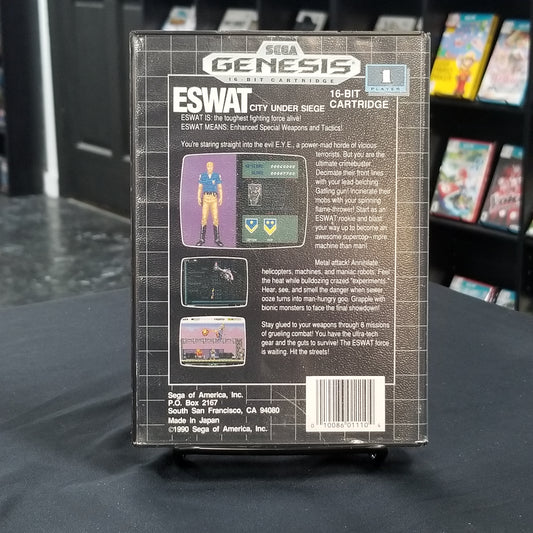 SEGA
GENESIS
16-BIT CARTRIDGE
1
PLAYER
ESWAT CITY UNDER SIEGE
16-BIT
CARTRIDGE
ESWAT IS: the toughest fighting force alive!
ESWAT MEANS: Enhanced Special Weapons and Tactics!
You're staring straight into the evil E.Y.E., a power-mad horde of vicious
terrorists. But you are the
ultimate crimebuster.
Decimate their front lines
with your lead-belching
Gatling gun! Incinerate their
mobs with your spinning
flame-thrower! Start as an
ESWAT rookie and blast
your way up to become an
awesome supercop– more
machine than man!
Metal attack! Annihilate
helicopters, machines, and maniac robots. Feel
the heat while bulldozing crazed "experiments."
Hear, see, and smell the danger when sewer
ooze turns into man-hungry goo. Grapple with
bionic monsters to face the final showdown!
Stay glued to your weapons through 8 missions
of grueling combat! You have the ultra-tech
gear and the guts to survive! The ESWAT force
is waiting. Hit the streets!
Sega of America, Inc.
P.O. Box 2167
South San Francisco, CA 94080
Made in Japan
©1990 Sega of America, Inc.
0 10086 01110 4